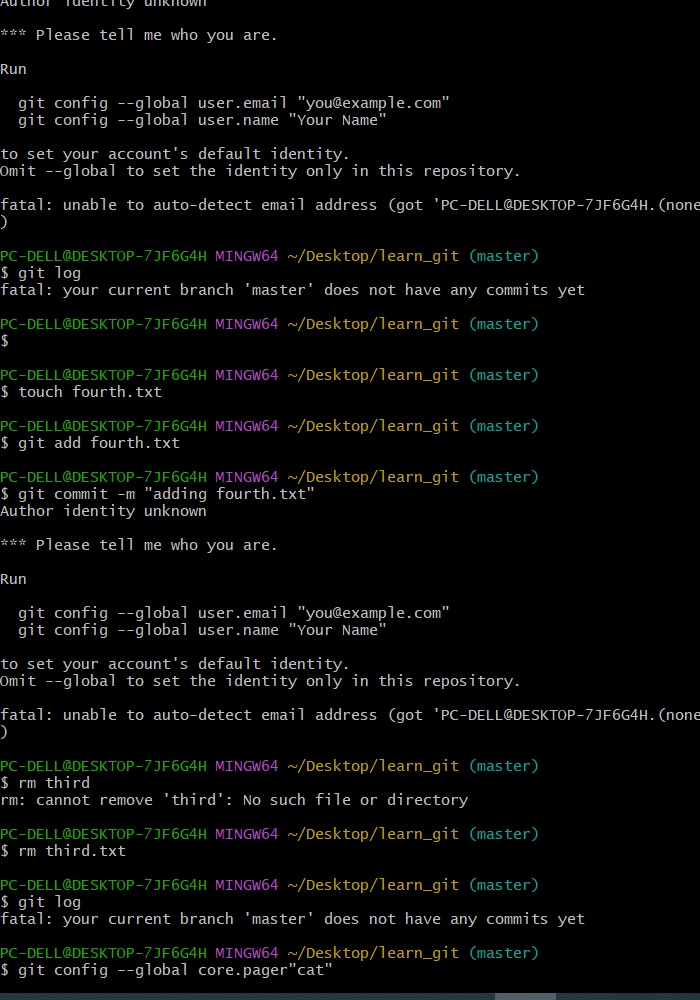 Author identity unknown
*** Please tell me who you are.
Run
git config --global user.email "you@example.com"
git config --global user.name "Your Name"
to set your account's default identity.
Omit --global to set the identity only in this repository.
fatal: unable to auto-detect email address (got 'PC-DELL@DESKTOP-7JF6G4H.(none
)
PC-DELL@DESKTOP-7JF6G4H MINGW64 ~/Desktop/learn_git (master)
$ git log
fatal: your current branch 'master' does not have any commits yet
PC-DELL@DESKTOP-7JF6G4H MINGW64 ~/Desktop/learn_git (master)
$
PC-DELL@DESKTOP-7JF6G4H MINGW64 ~/Desktop/learn_git (master)
$ touch fourth.txt
PC-DELL@DESKTOP-7JF6G4H MINGW64 ~/Desktop/learn_git (master)
$ git add fourth.txt
PC-DELL@DESKTOP-7JF6G4H MINGW64 ~/Desktop/learn_git (master)
$ git commit -m "adding fourth.txt"
Author identity unknown
*** Please tell me who you are.
Run
git config --global user.email "you@example.com"
git config --global user.name "Your Name"
to set your account's default identity.
Omit --global to set the identity only in this repository.
fatal: unable to auto-detect email address (got 'PC-DELL@DESKTOP-7JF6G4H.(none
)
PC-DELL@DESKTOP-7JF6G4H MINGW64 ~/Desktop/learn_git (master)
$ rm third
rm: cannot remove 'third': No such file or directory
PC-DELL@DESKTOP-7JF6G4H MINGW64 ~/Desktop/learn_git (master)
$ rm third.txt
PC-DELL@DESKTOP-7JF6G4H MINGW64 ~/Desktop/learn_git (master)
$ git log
fatal: your current branch 'master' does not have any commits yet
PC-DELL@DESKTOP-7JF6G4H MINGW64 ~/Desktop/learn_git (master)
$ git config --global core.pager"cat"